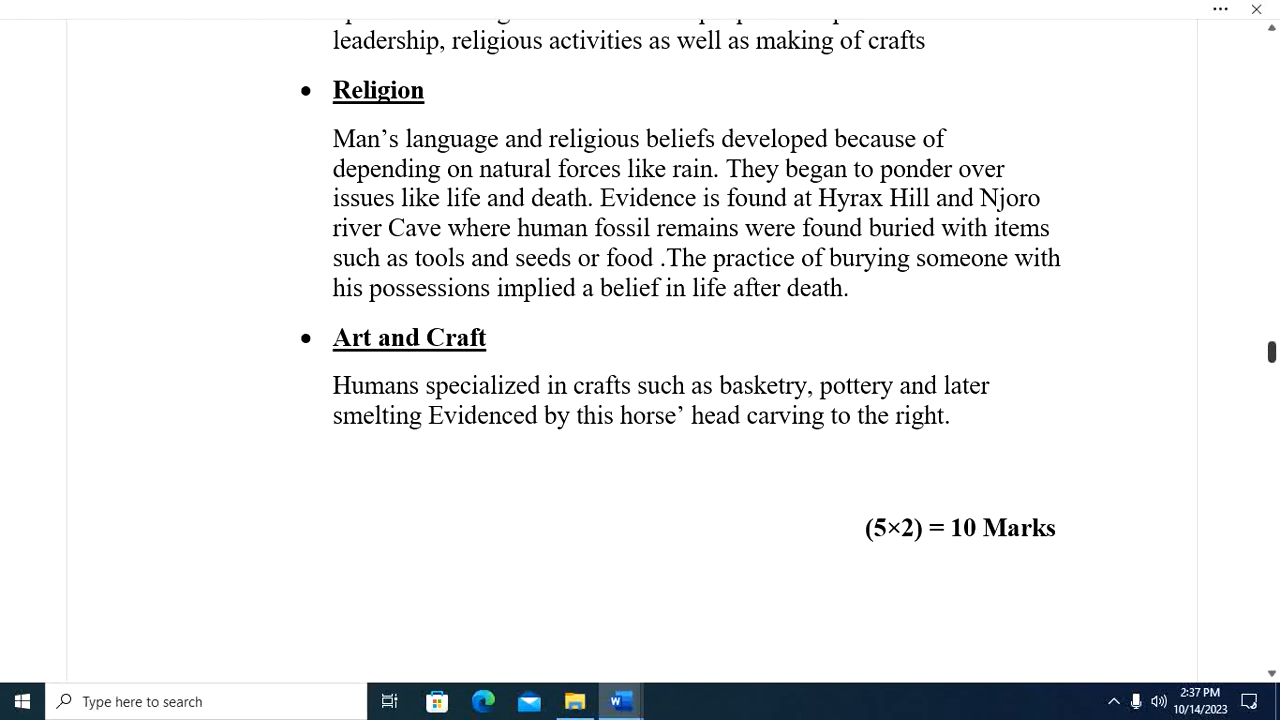 leadership, religious activities as well as making of crafts
• Religion
Man’s language and religious beliefs developed because of
depending on natural forces like rain. They began to ponder over
issues like life and death. Evidence is found at Hyrax Hill and Njoro
river Cave where human fossil remains were found buried with items
such as tools and seeds or food .The practice of burying someone with
his possessions implied a belief in life after death.
• Art and Craft
Humans specialized in crafts such as basketry, pottery and later
smelting Evidenced by this horse’ head carving to the right.
(5×2) = 10 Marks
Type here to search
2:37 PM
10/14/2023